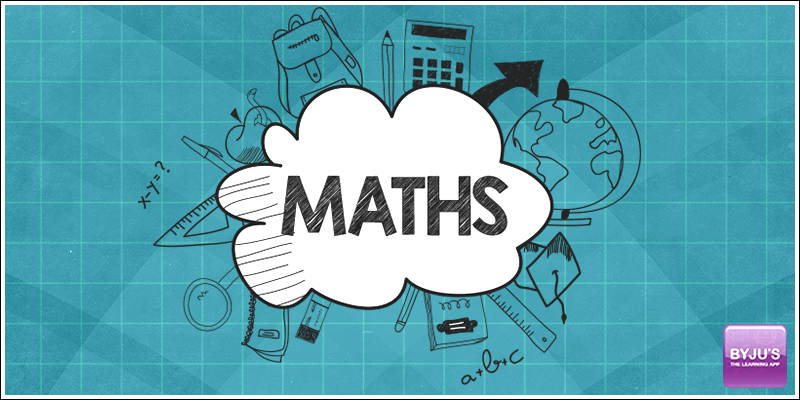 x-y=?
MATHS
a+b+c
BYJU'S
THE LEARNING APP